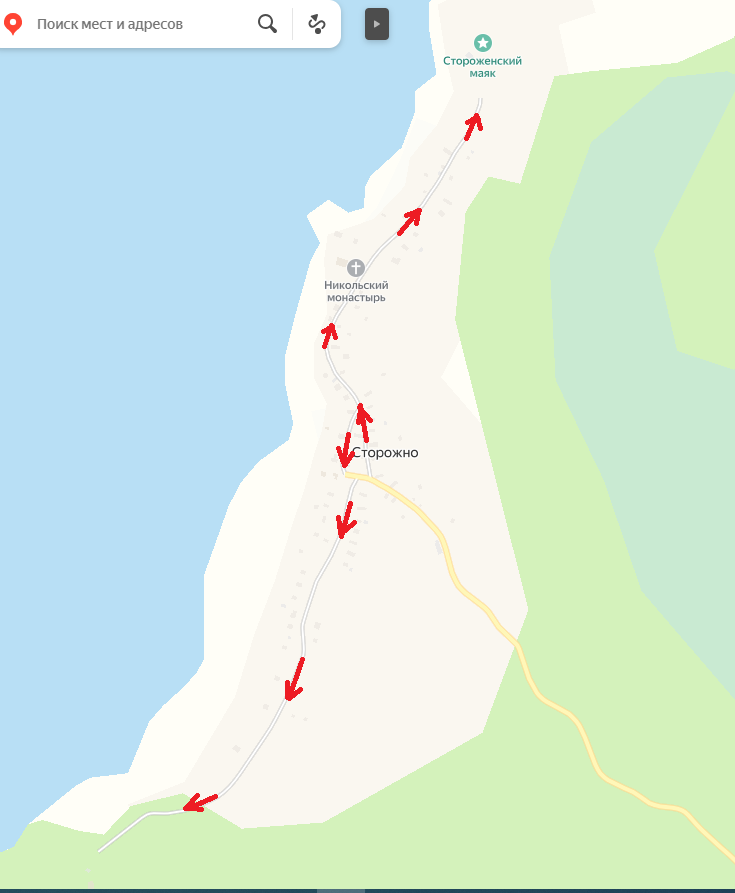 Поиск мест и адресов
Стороженский
маяк
Никольский
монастырь
Сторожно